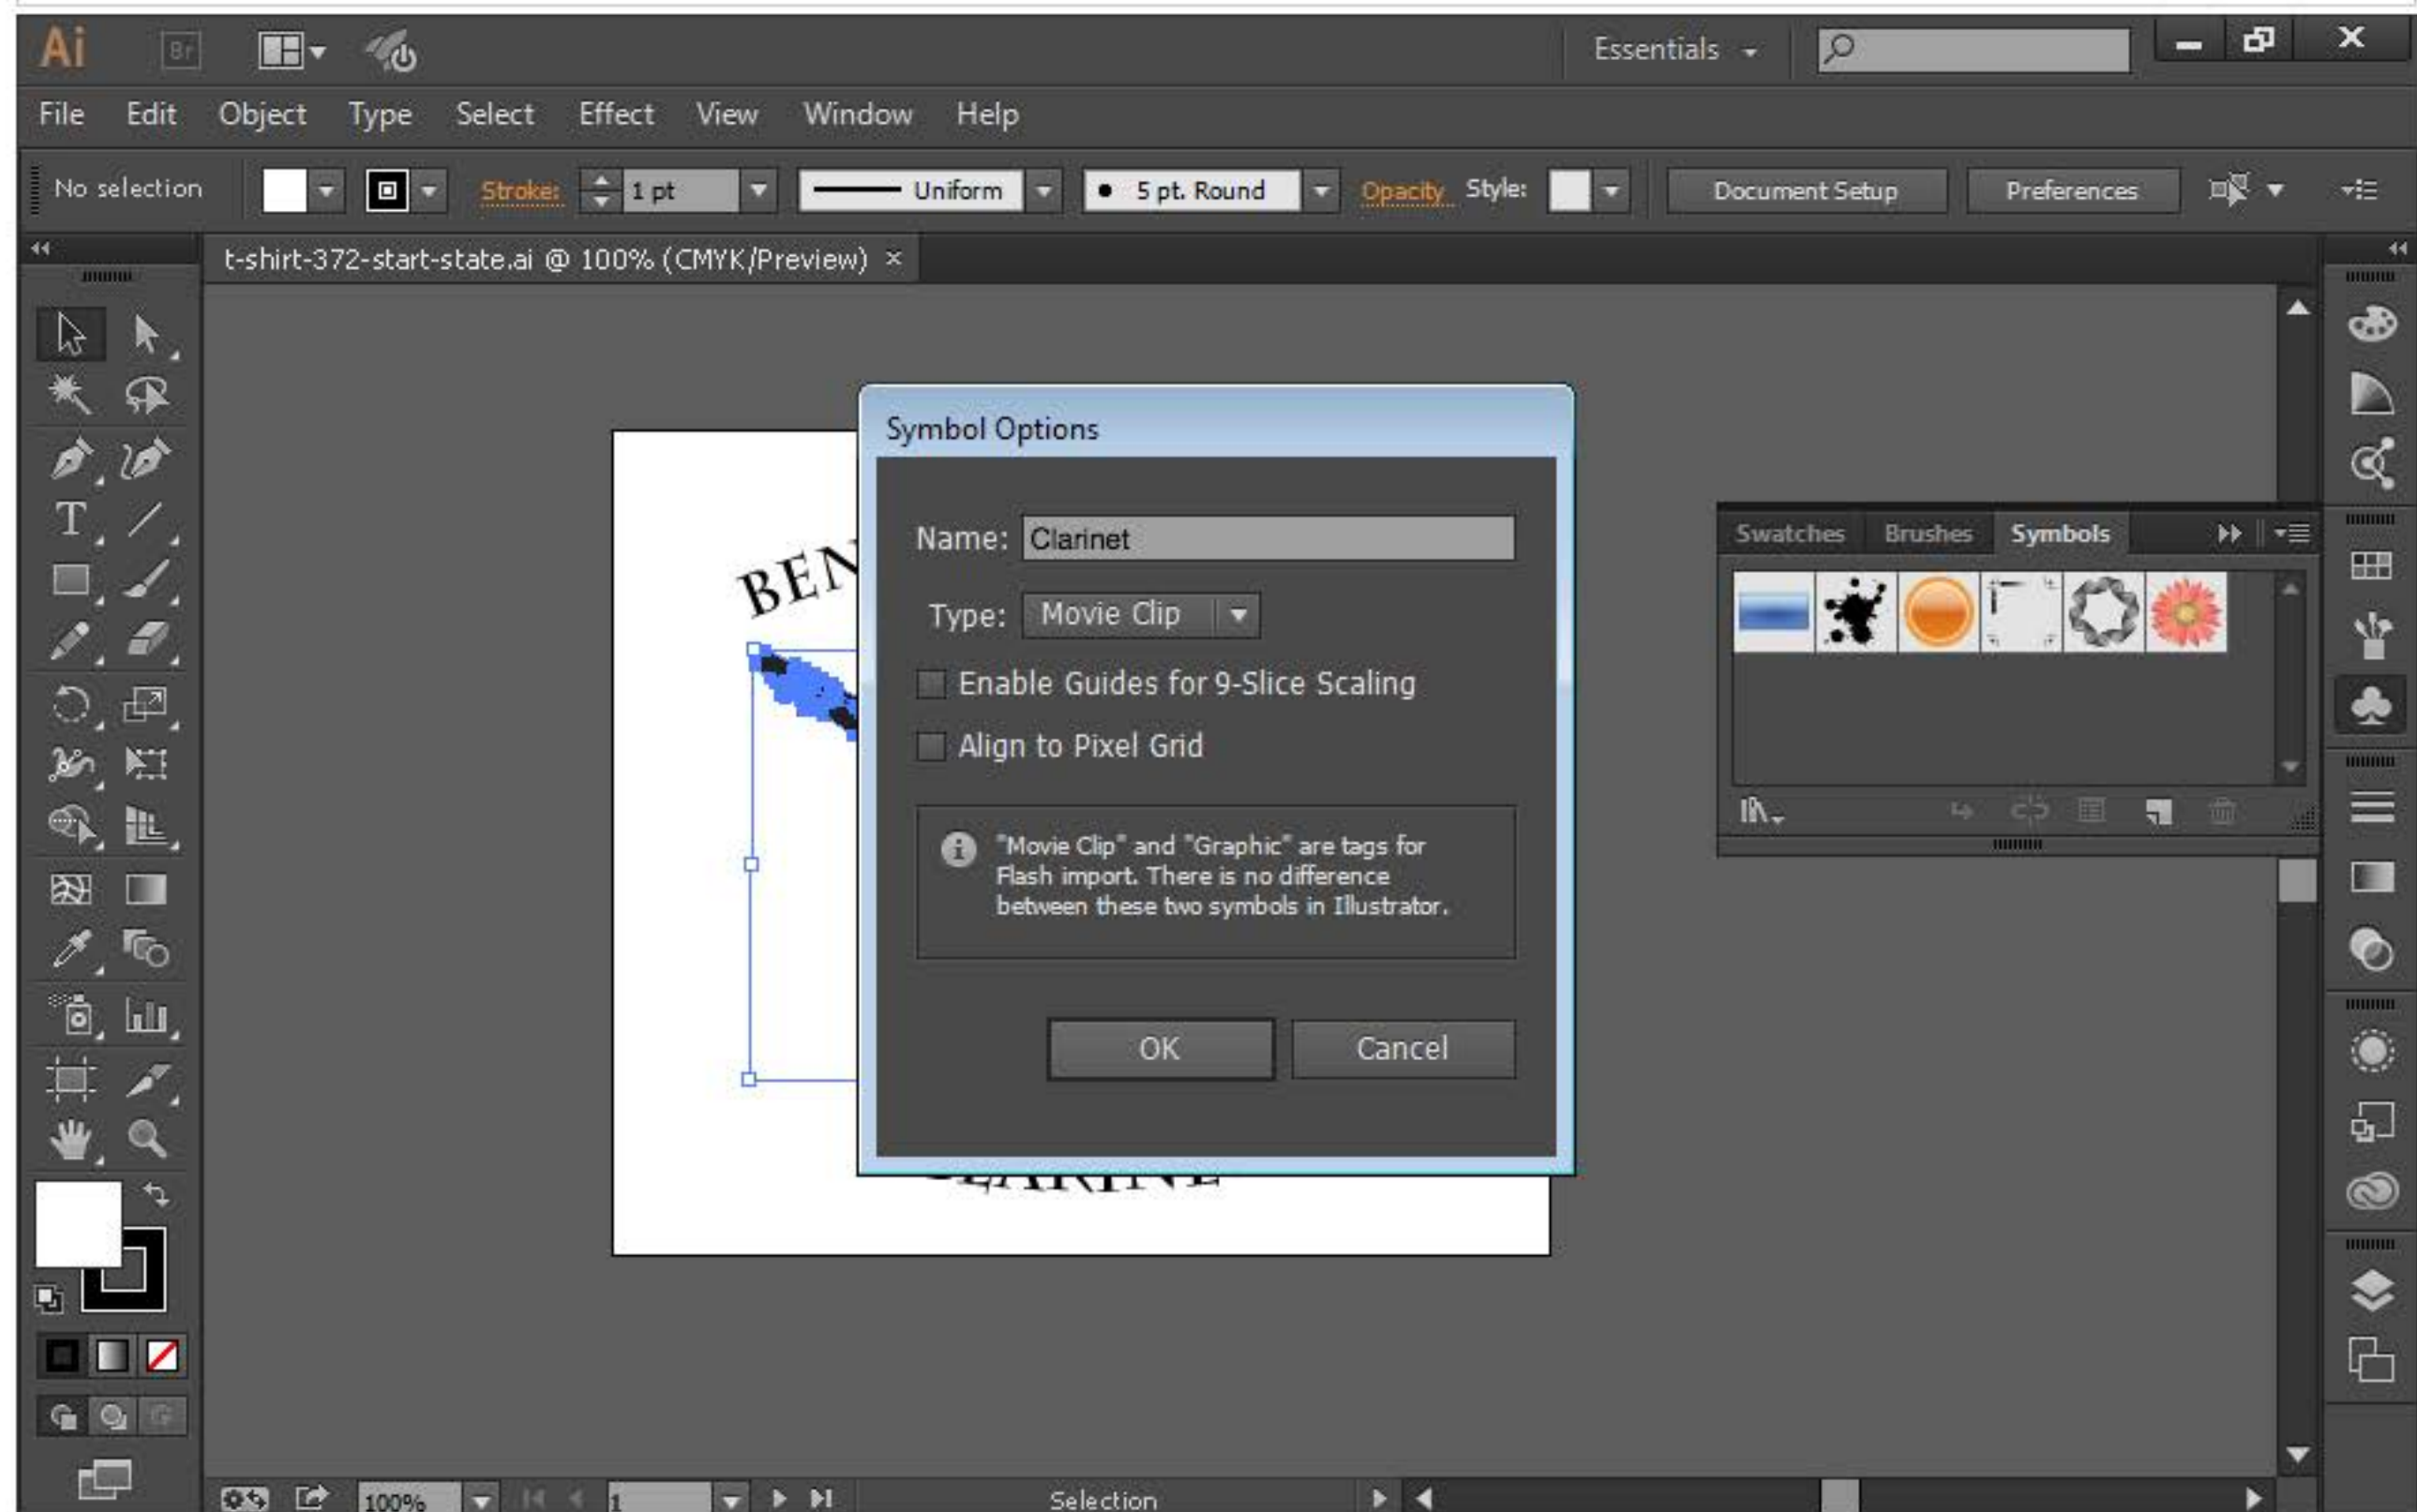 Ai Br Essentials
File Edit Object Type Select Effect View Window Help
No selection Stroke: 1 pt Uniform 5 pt. Round Opacity Style: Document Setup Preferences
t-shirt-372-start-state.ai @ 100% (CMYK/Preview) ×
Symbol Options
Name: Clarinet
Type: Movie Clip
Enable Guides for 9-Slice Scaling
Align to Pixel Grid
"Movie Clip" and "Graphic" are tags for
Flash import. There is no difference
between these two symbols in Illustrator.
OK Cancel
Swatches Brushes Symbols
BEN
100% 1 Selection